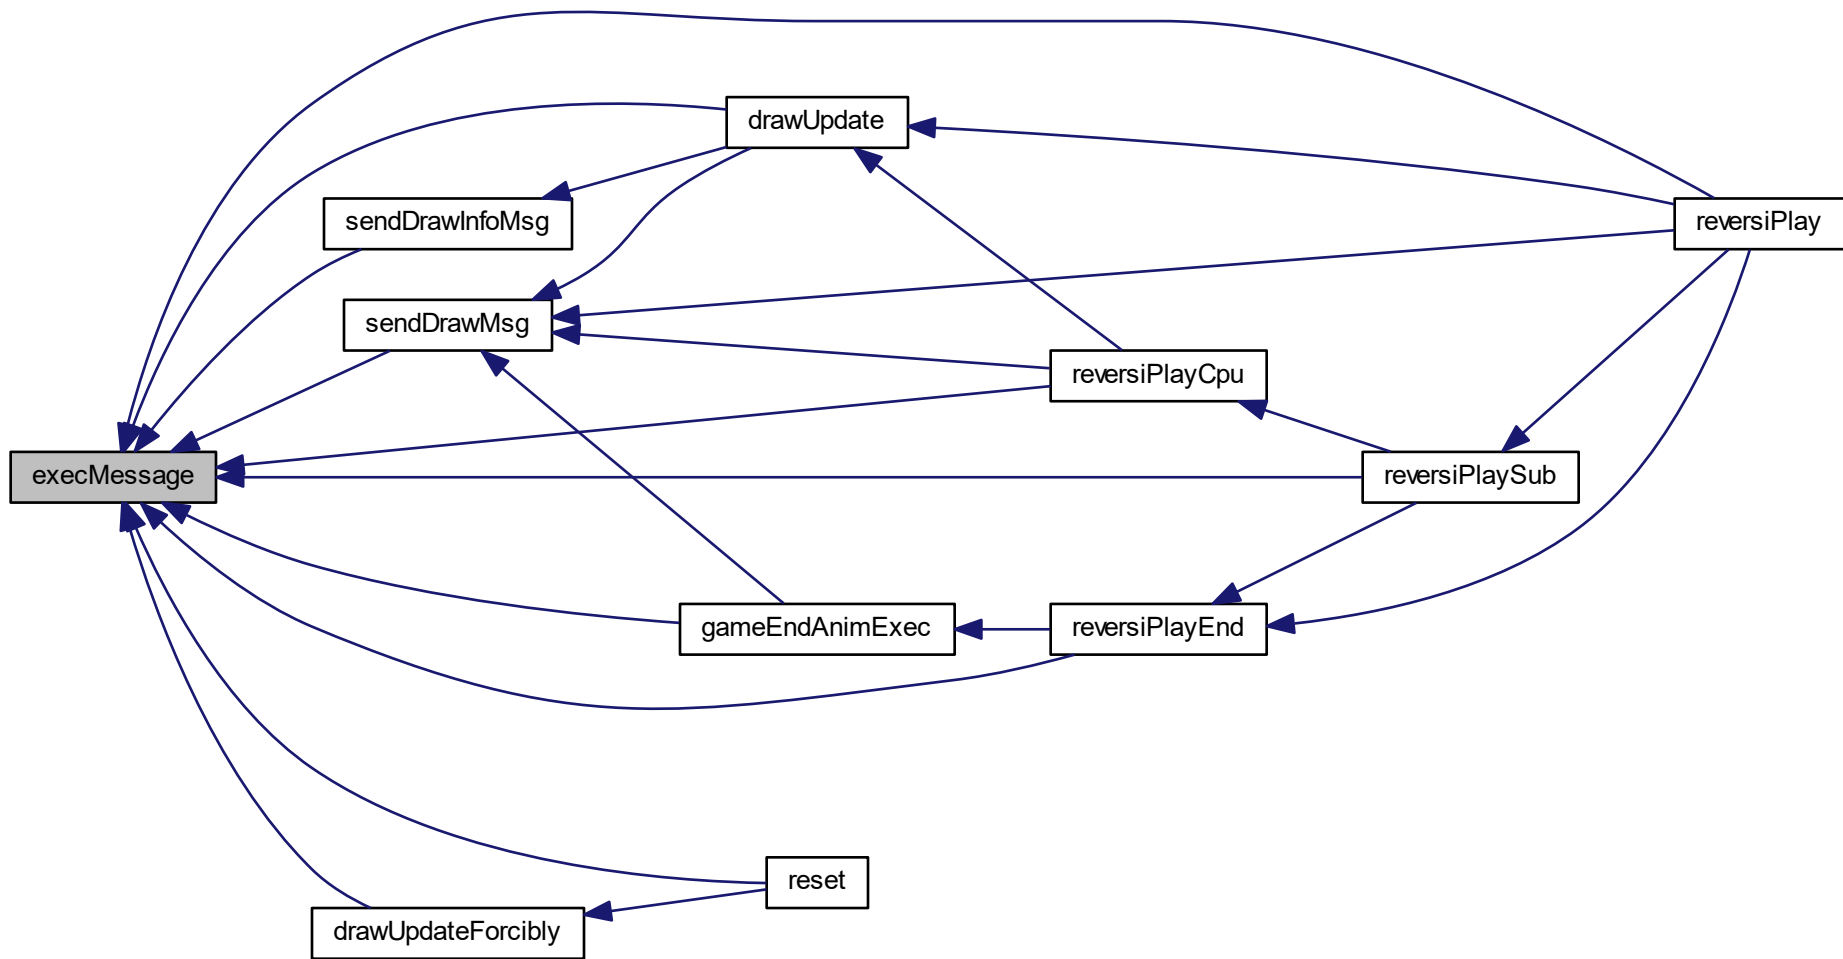 drawUpdate
sendDrawInfoMsg
reversiPlay
sendDrawMsg
reversiPlayCpu
execMessage
reversiPlaySub
gameEndAnimExec
reversiPlayEnd
reset
drawUpdateForcibly